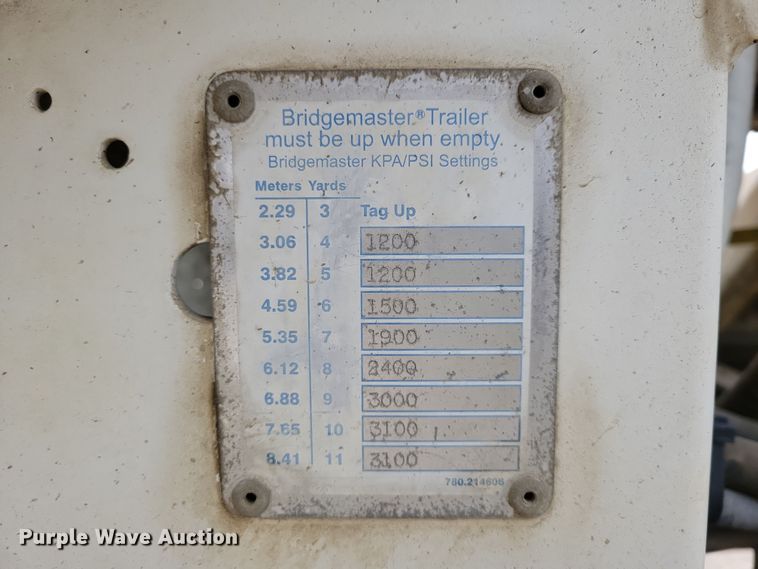 Bridgemaster® Trailer
must be up when empty.
Bridgemaster KPA/PSI Settings
Meters Yards
2.29 3 Tag Up
3.06 4 1200
3.82 5 1200
4.59 6 1500
5.35 7 1900
6.12 8 2400
6.88 9 3000
7.65 10 3100
8.41 11 3100
780.214606
Purple Wave Auction